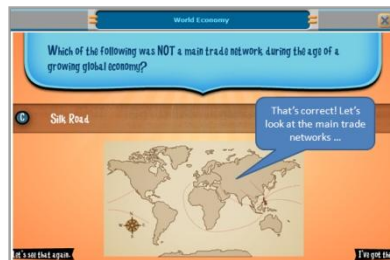 World Economy
Which of the following was NOT a main trade network during the age of a
growing global economy?
C Silk Road
That's correct! Let's
look at the main trade
networks ...
Let's see that again.
I've got